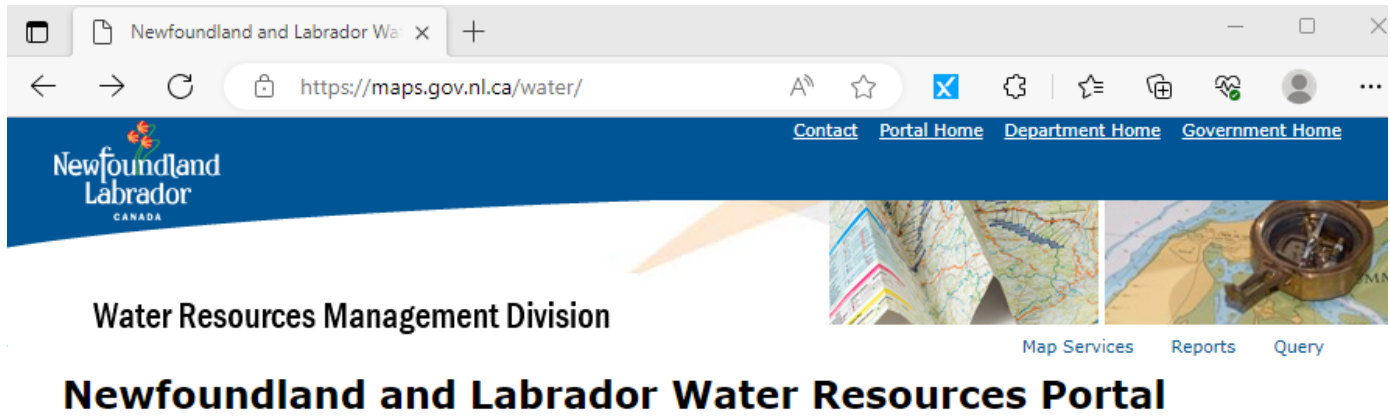 Newfoundland and Labrador Wat
https://maps.gov.nl.ca/water/
Contact Portal Home Department Home Government Home
Newfoundland
Labrador
CANADA
Water Resources Management Division
Map Services Reports Query
Newfoundland and Labrador Water Resources Portal